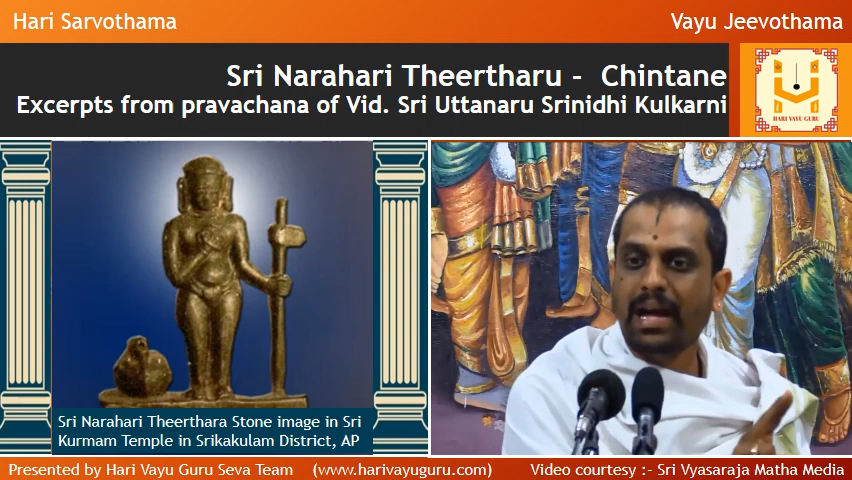 Hari Sarvothama
Vayu Jeevothama
Sri Narahari Theertharu - Chintane
Excerpts from pravachana of Vid. Sri Uttanaru Srinidhi Kulkarni
HARI VAYU GURU
Sri Narahari Theerthara Stone image in Sri
Kurmam Temple in Srikakulam District, AP
Presented by Hari Vayu Guru Seva Team (www.harivayuguru.com)
Video courtesy :- Sri Vyasaraja Matha Media